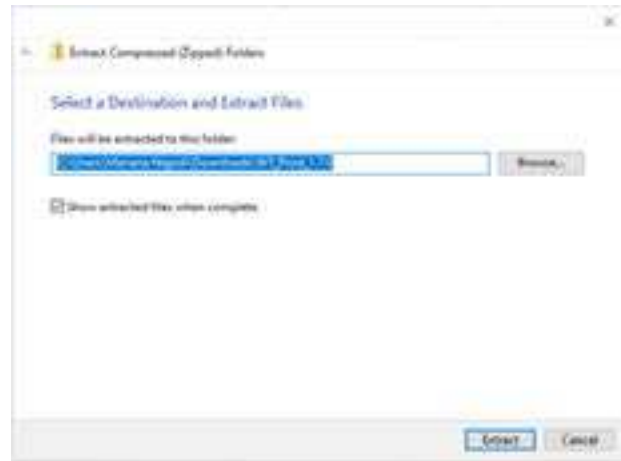 Extract Compressed (Zipped) Folders
Select a Destination and Extract Files
Files will be extracted to this folder:
Browse...
Show extracted files when complete
Extract
Cancel